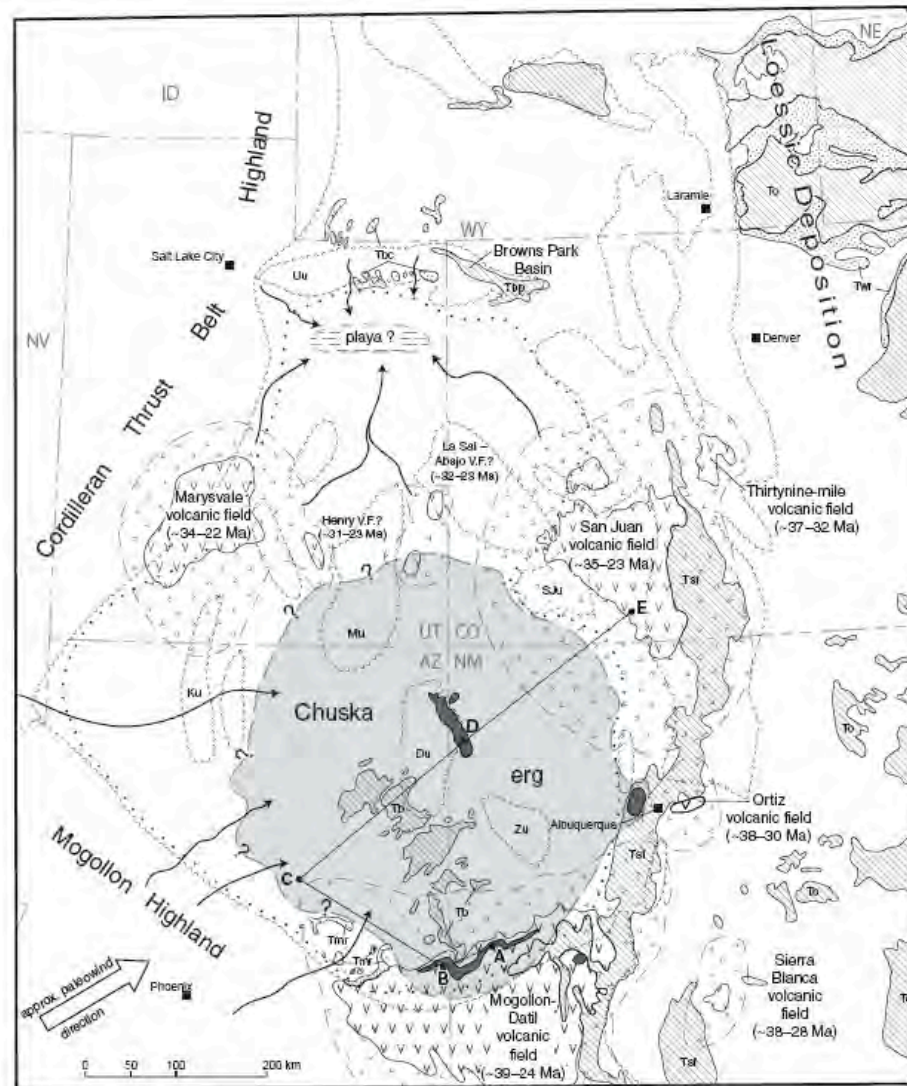 NE
ID
Loessic Deposition
Highland
To
Laramie
WY
Salt Lake City
Tbc
Browns Park
Basin
Uu
Tbp
Twr
Belt
NV
playa ?
Denver
Thrust
Cordilleran
La Sal –
Abajo V.F.?
(~32–23 Ma)
Marysvale
volcanic field
(~34–22 Ma)
Henry V.F.?
(~31–23 Ma)
Thirtynine-mile
volcanic field
(~37–32 Ma)
San Juan
volcanic field
(~35–23 Ma)
Tsf
SJu
E
?
?
Mu
UT CO
AZ NM
Ku
Chuska
D
To
?
Du
erg
Tb
Ortiz
volcanic field
(~38–30 Ma)
Albuquerque
Zu
Mogollon
Highland
?
Tsf
C
To
?
Tb
Tmr
A
B
approx paleowind
direction
Phoenix
Sierra
Blanca
volcanic
field
(~38–28 Ma)
Mogollon-
Datil
volcanic
field
(~39–24 Ma)
Tsf
0 50 100 200 km